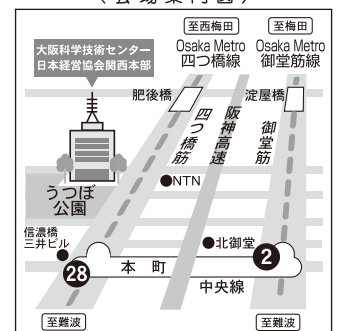 〈会場案内図〉
至西梅田
至梅田
Osaka Metro
四つ橋線
Osaka Metro
御堂筋線
大阪科学技術センター
日本経営協会関西本部
肥後橋
淀屋橋
四つ橋筋
阪神高速
御堂筋
NTN
うつぼ
公園
信濃橋
三井ビル
北御堂
28
本町
2
中央線
至難波
至難波